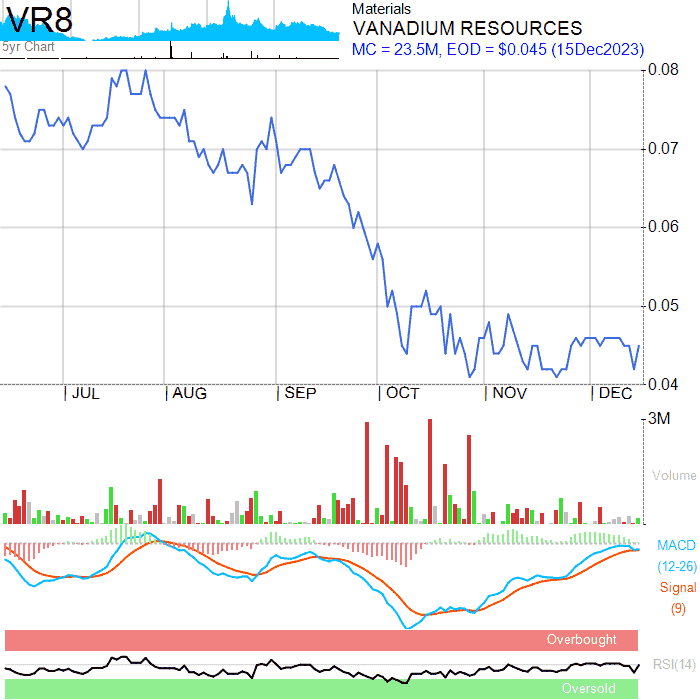 VR8
5yr Chart
Materials
VANADIUM RESOURCES
MC = 23.5M, EOD = $0.045 (15Dec2023)
0.08
0.07
0.06
0.05
0.04
JUL AUG SEP OCT NOV DEC
3M
Volume
MACD
(12-26)
Signal
(9)
Overbought
RSI(14)
Oversold